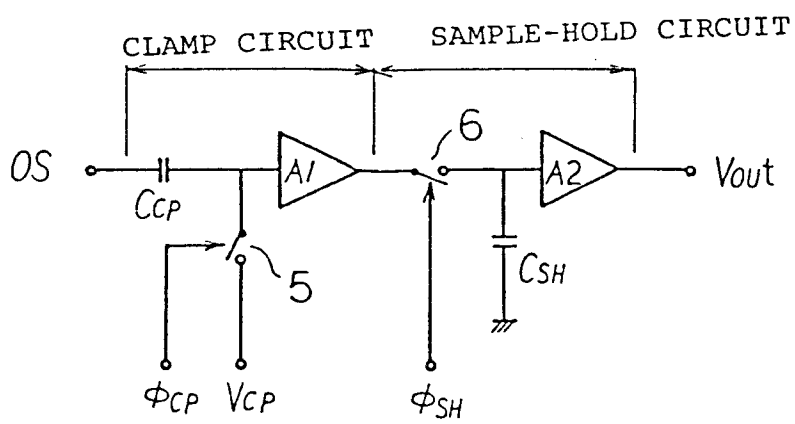 CLAMP CIRCUIT
SAMPLE-HOLD CIRCUIT
6
OS
A1
A2
Vout
CCP
5
CSH
ΦCP
VCP
ΦSH